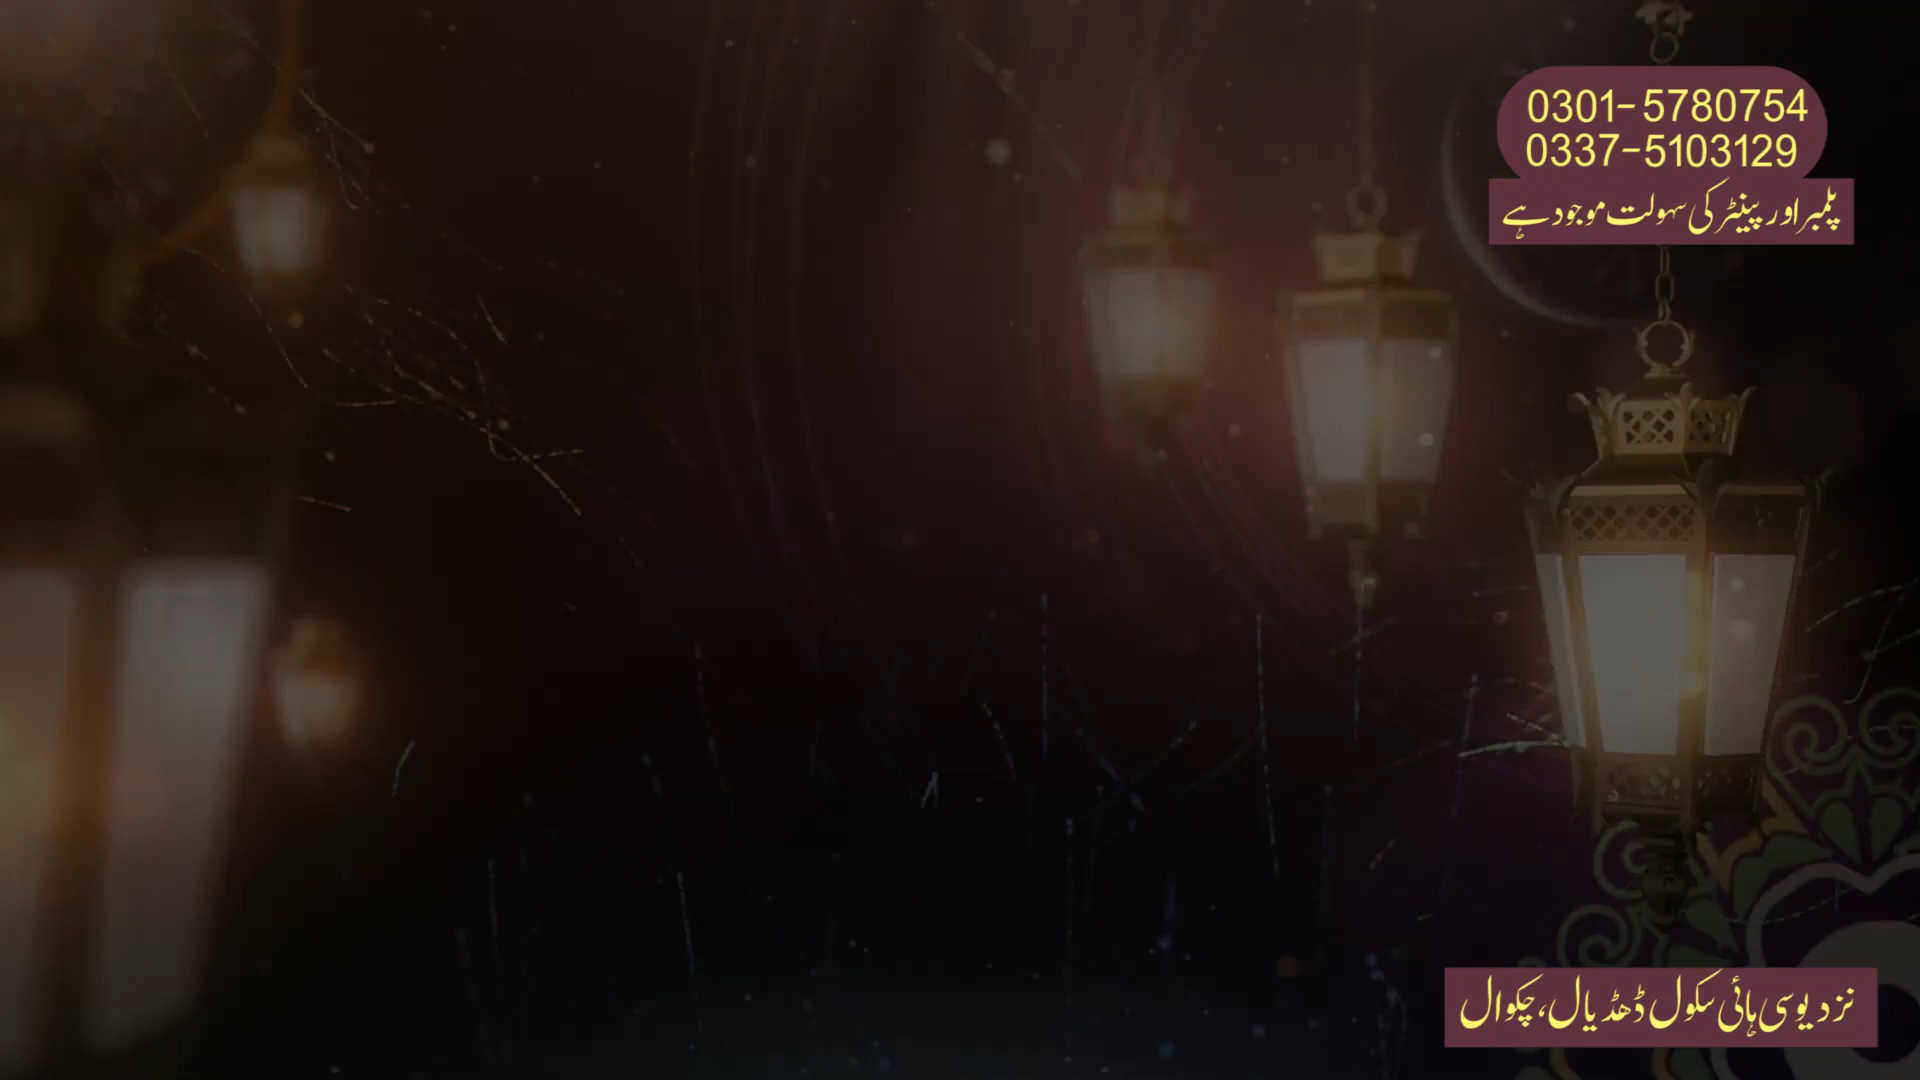 0301-5780754
0337-5103129
پلمبر اور پینٹر کی سہولت موجود ہے
نزد یوسی ہائی سکول ڈھڈیال، چکوال